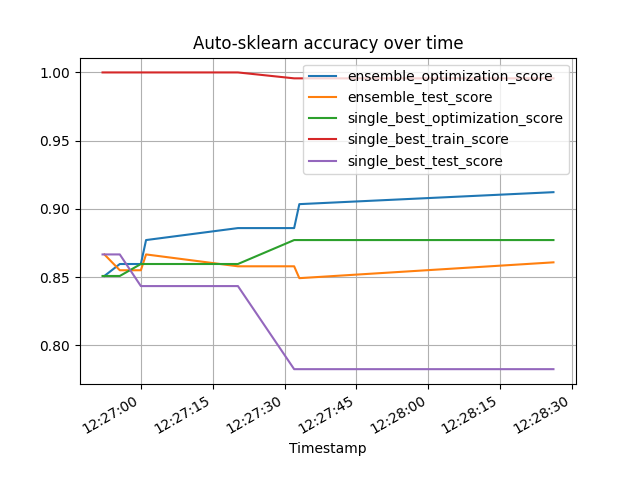 Auto-sklearn accuracy over time
1.00
0.95
0.90
0.85
0.80
ensemble_optimization_score
ensemble_test_score
single_best_optimization_score
single_best_train_score
single_best_test_score
12:27:00
12:27:15
12:27:30
12:27:45
12:28:00
12:28:15
12:28:30
Timestamp